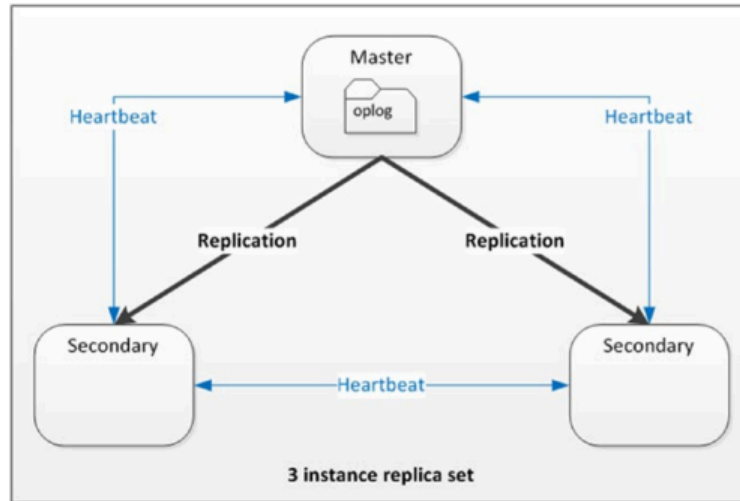 Master
oplog
Heartbeat
Heartbeat
Replication
Replication
Secondary
Secondary
Heartbeat
3 instance replica set